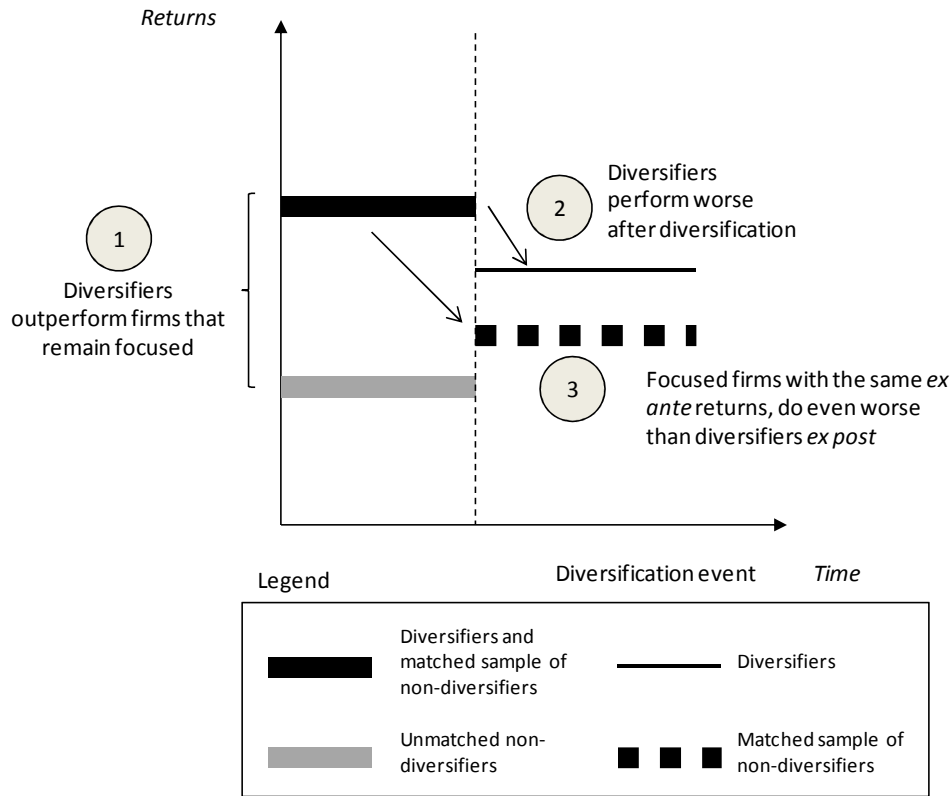 Returns
1
Diversifiers
outperform firms that
remain focused
2
Diversifiers
perform worse
after diversification
3
Focused firms with the same ex
ante returns, do even worse
than diversifiers ex post
Diversification event
Time
Legend
Diversifiers and
matched sample of
non-diversifiers
Diversifiers
Unmatched non-
diversifiers
Matched sample of
non-diversifiers